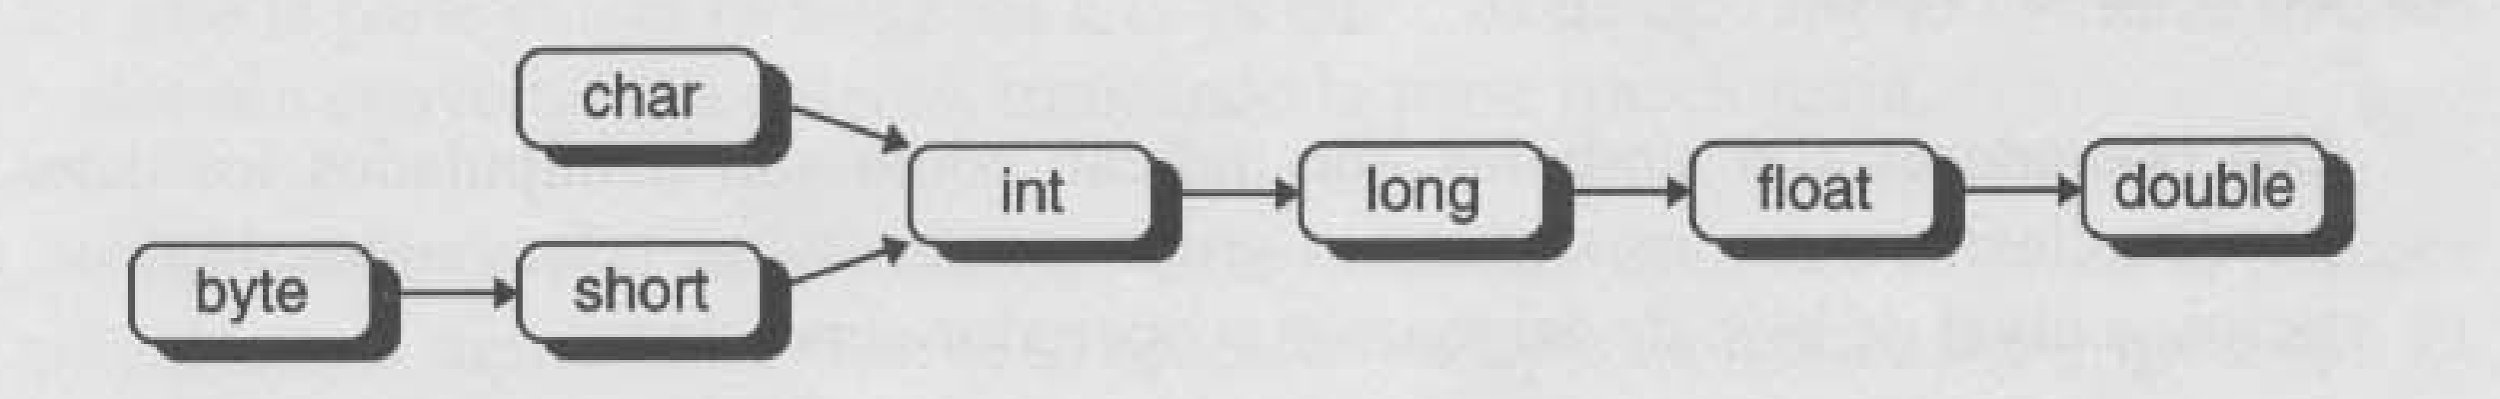 char
int
long
float
double
byte
short